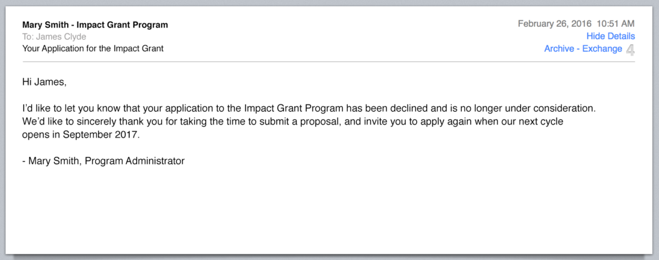 Mary Smith - Impact Grant Program
February 26, 2016 10:51 AM
To: James Clyde
Hide Details
Your Application for the Impact Grant
Archive - Exchange 4
Hi James,
I'd like to let you know that your application to the Impact Grant Program has been declined and is no longer under consideration.
We'd like to sincerely thank you for taking the time to submit a proposal, and invite you to apply again when our next cycle
opens in September 2017.
- Mary Smith, Program Administrator